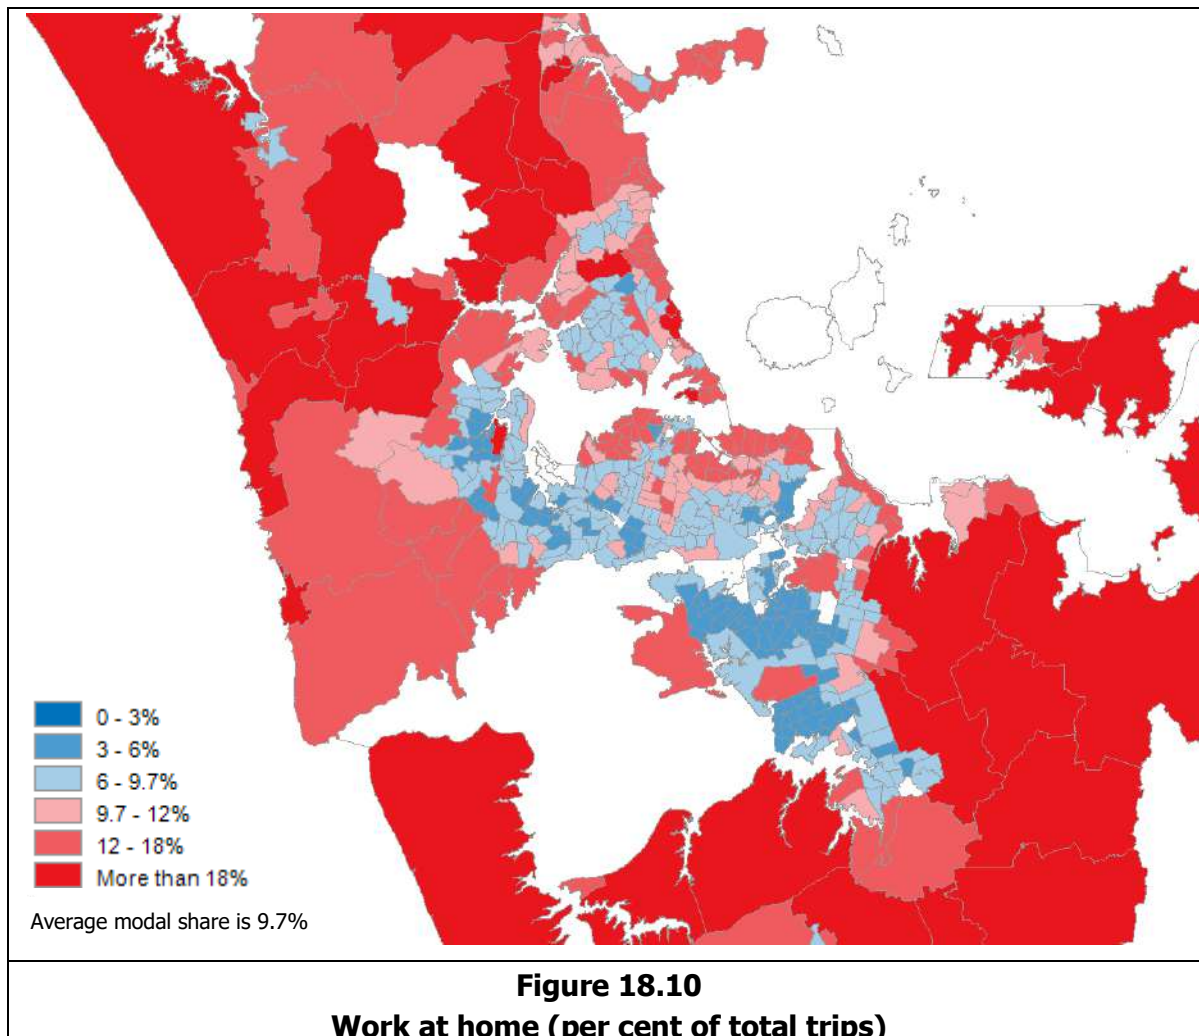 0 - 3%
3 - 6%
6 - 9.7%
9.7 - 12%
12 - 18%
More than 18%
Average modal share is 9.7%
Figure 18.10
Work at home (per cent of total trips)